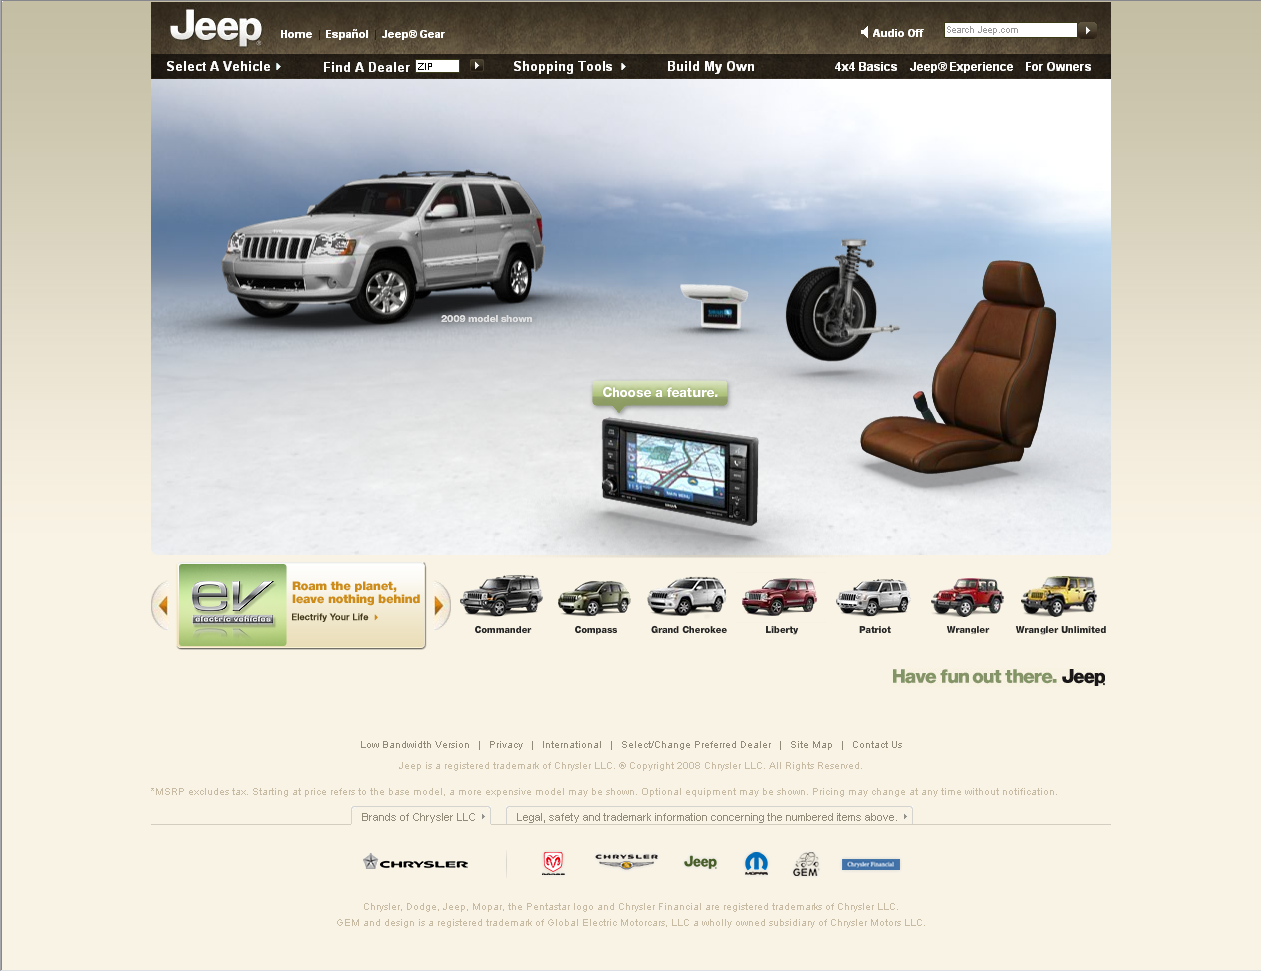 Jeep
Home
Español
Jeep® Gear
Audio Off
Search Jeep.com
Select A Vehicle
Find A Dealer
ZIP
Shopping Tools
Build My Own
4x4 Basics
Jeep® Experience
For Owners
2009 model shown
Choose a feature.
ev
electric vehicles
Roam the planet,
leave nothing behind
Electrify Your Life
Commander
Compass
Grand Cherokee
Liberty
Patriot
Wrangler
Wrangler Unlimited
Have fun out there. Jeep
Low Bandwidth Version | Privacy | International | Select/Change Preferred Dealer | Site Map | Contact Us
Jeep is a registered trademark of Chrysler LLC. © Copyright 2008 Chrysler LLC. All Rights Reserved.
*MSRP excludes tax. Starting at price refers to the base model, a more expensive model may be shown. Optional equipment may be shown. Pricing may change at any time without notification.
Brands of Chrysler LLC
Legal, safety and trademark information concerning the numbered items above.
CHRYSLER
DODGE
CHRYSLER
Jeep
MOPAR
GEM
Chrysler Financial
Chrysler, Dodge, Jeep, Mopar, the Pentastar logo and Chrysler Financial are registered trademarks of Chrysler LLC.
GEM and design is a registered trademark of Global Electric Motorcars, LLC a wholly owned subsidiary of Chrysler Motors LLC.